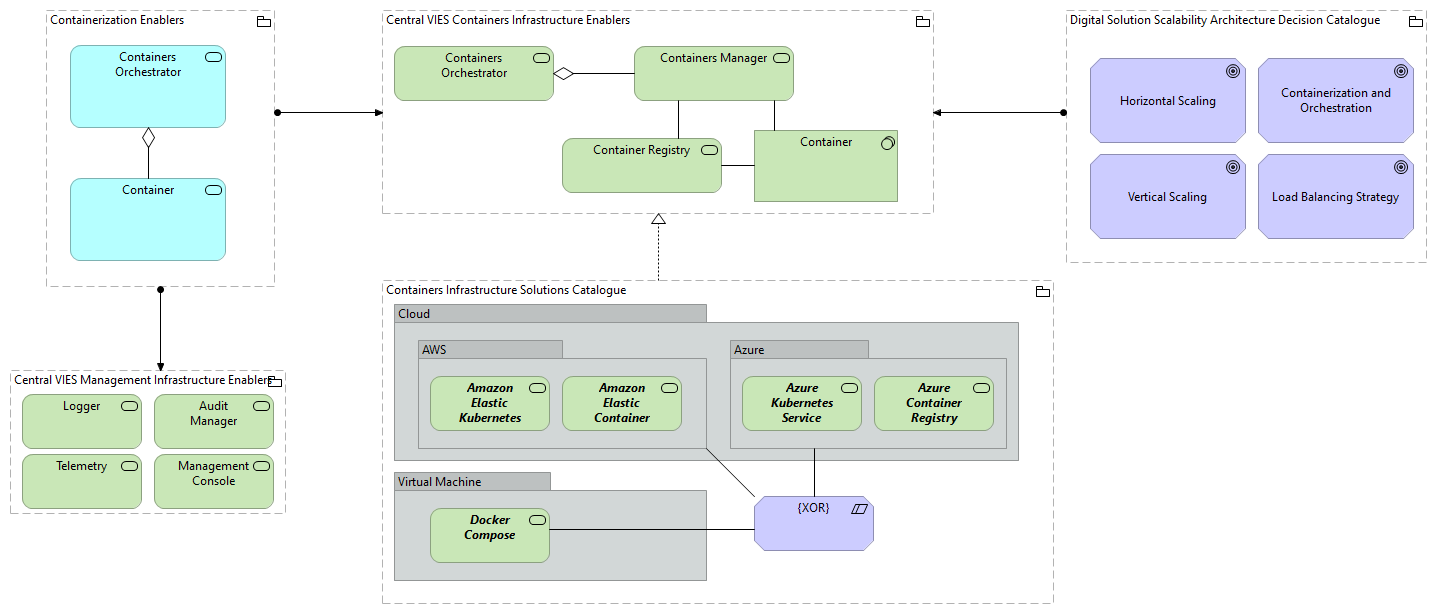 Containerization Enablers
Containers
Orchestrator
Container
Central VIES Containers Infrastructure Enablers
Containers
Orchestrator
Containers Manager
Container Registry
Container
Digital Solution Scalability Architecture Decision Catalogue
Horizontal Scaling
Containerization and
Orchestration
Vertical Scaling
Load Balancing Strategy
Central VIES Management Infrastructure Enablers
Logger
Audit
Manager
Telemetry
Management
Console
Containers Infrastructure Solutions Catalogue
Cloud
AWS
Amazon
Elastic
Kubernetes
Amazon
Elastic
Container
Azure
Azure
Kubernetes
Service
Azure
Container
Registry
Virtual Machine
Docker
Compose
{XOR}